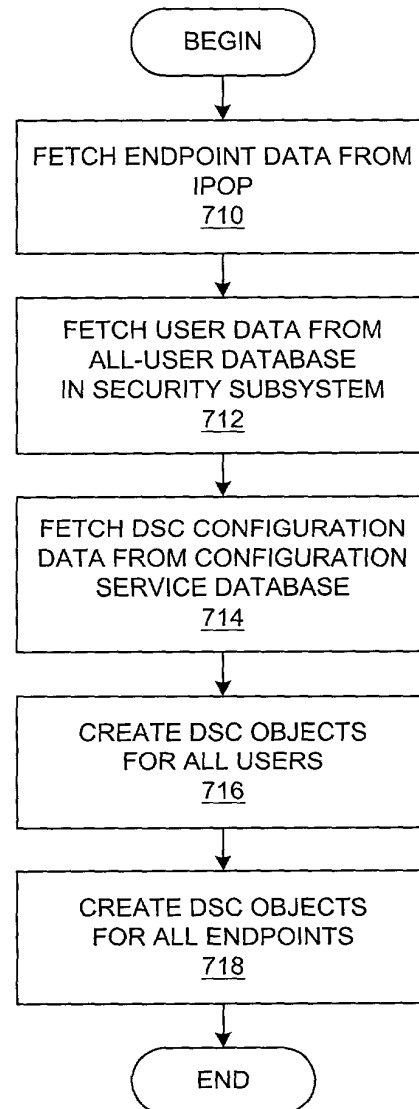 BEGIN
FETCH ENDPOINT DATA FROM
IPOP
710
FETCH USER DATA FROM
ALL-USER DATABASE
IN SECURITY SUBSYSTEM
712
FETCH DSC CONFIGURATION
DATA FROM CONFIGURATION
SERVICE DATABASE
714
CREATE DSC OBJECTS
FOR ALL USERS
716
CREATE DSC OBJECTS
FOR ALL ENDPOINTS
718
END